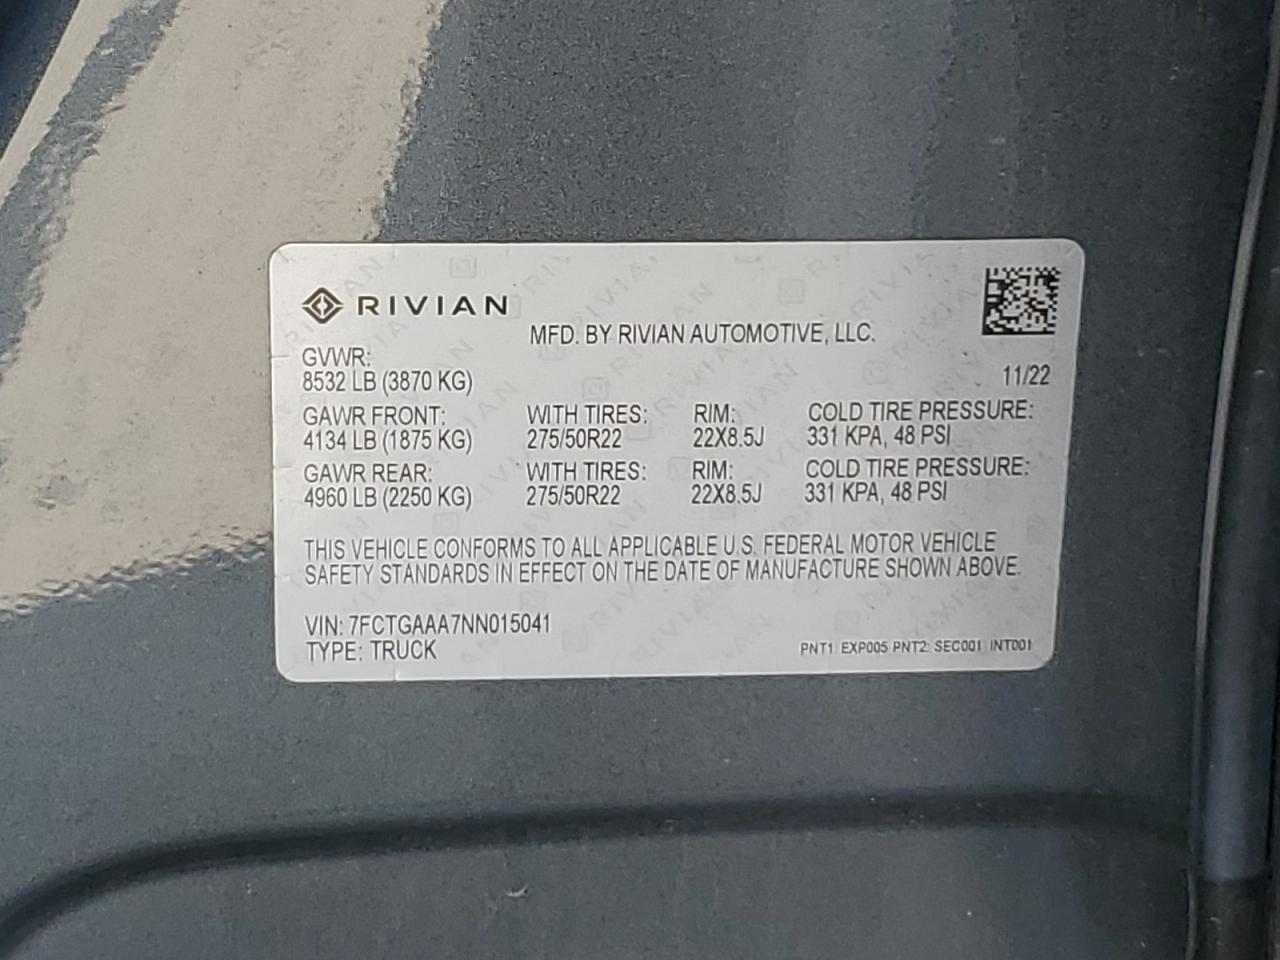 RIVIAN
MFD. BY RIVIAN AUTOMOTIVE, LLC.
GVWR:
8532 LB (3870 KG)
11/22
GAWR FRONT: WITH TIRES: RIM: COLD TIRE PRESSURE:
4134 LB (1875 KG) 275/50R22 22X8.5J 331 KPA, 48 PSI
GAWR REAR: WITH TIRES: RIM: COLD TIRE PRESSURE:
4960 LB (2250 KG) 275/50R22 22X8.5J 331 KPA, 48 PSI
THIS VEHICLE CONFORMS TO ALL APPLICABLE U.S. FEDERAL MOTOR VEHICLE
SAFETY STANDARDS IN EFFECT ON THE DATE OF MANUFACTURE SHOWN ABOVE.
VIN: 7FCTGAAA7NN015041
TYPE: TRUCK
PNT1 EXP005 PNT2: SEC001 INT001